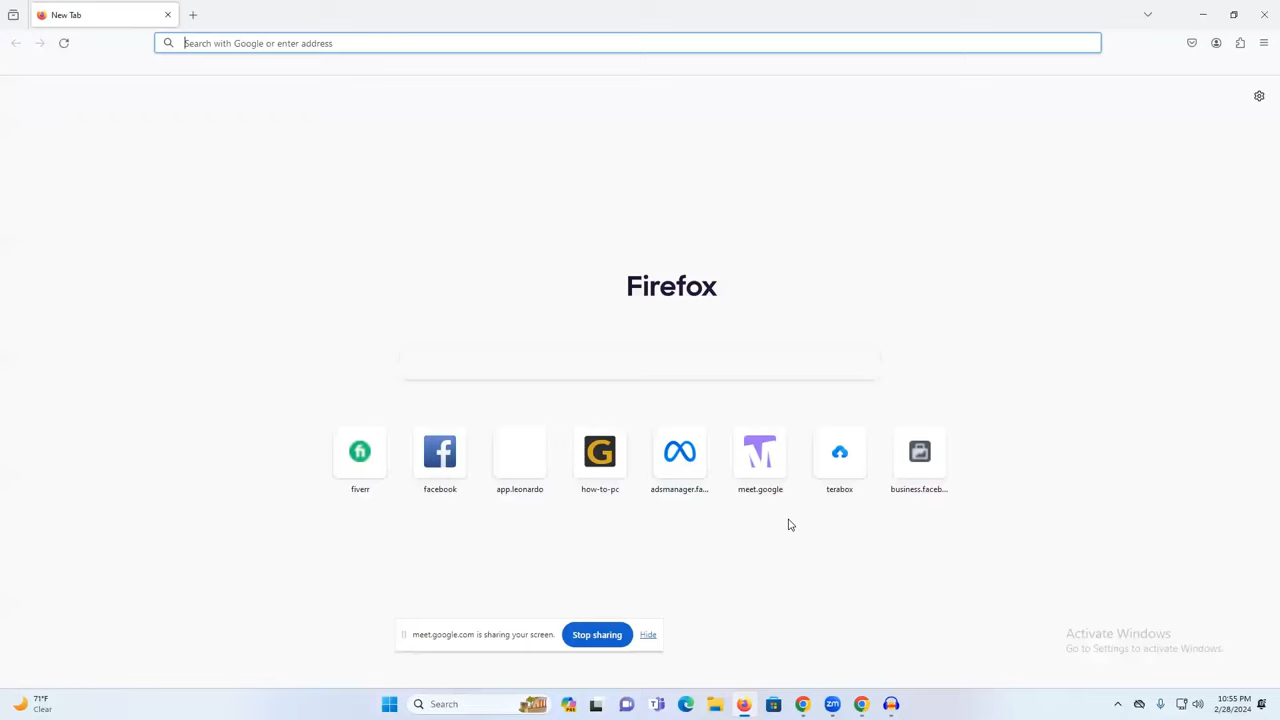 New Tab
Search with Google or enter address
Firefox
fiverr
facebook
app.leonardo
how-to-pc
adsmanager.fa...
meet.google
terabox
business.faceb...
meet.google.com is sharing your screen.
Stop sharing
Hide
Activate Windows
Go to Settings to activate Windows.
71°F
Clear
Search
10:55 PM
2/28/2024